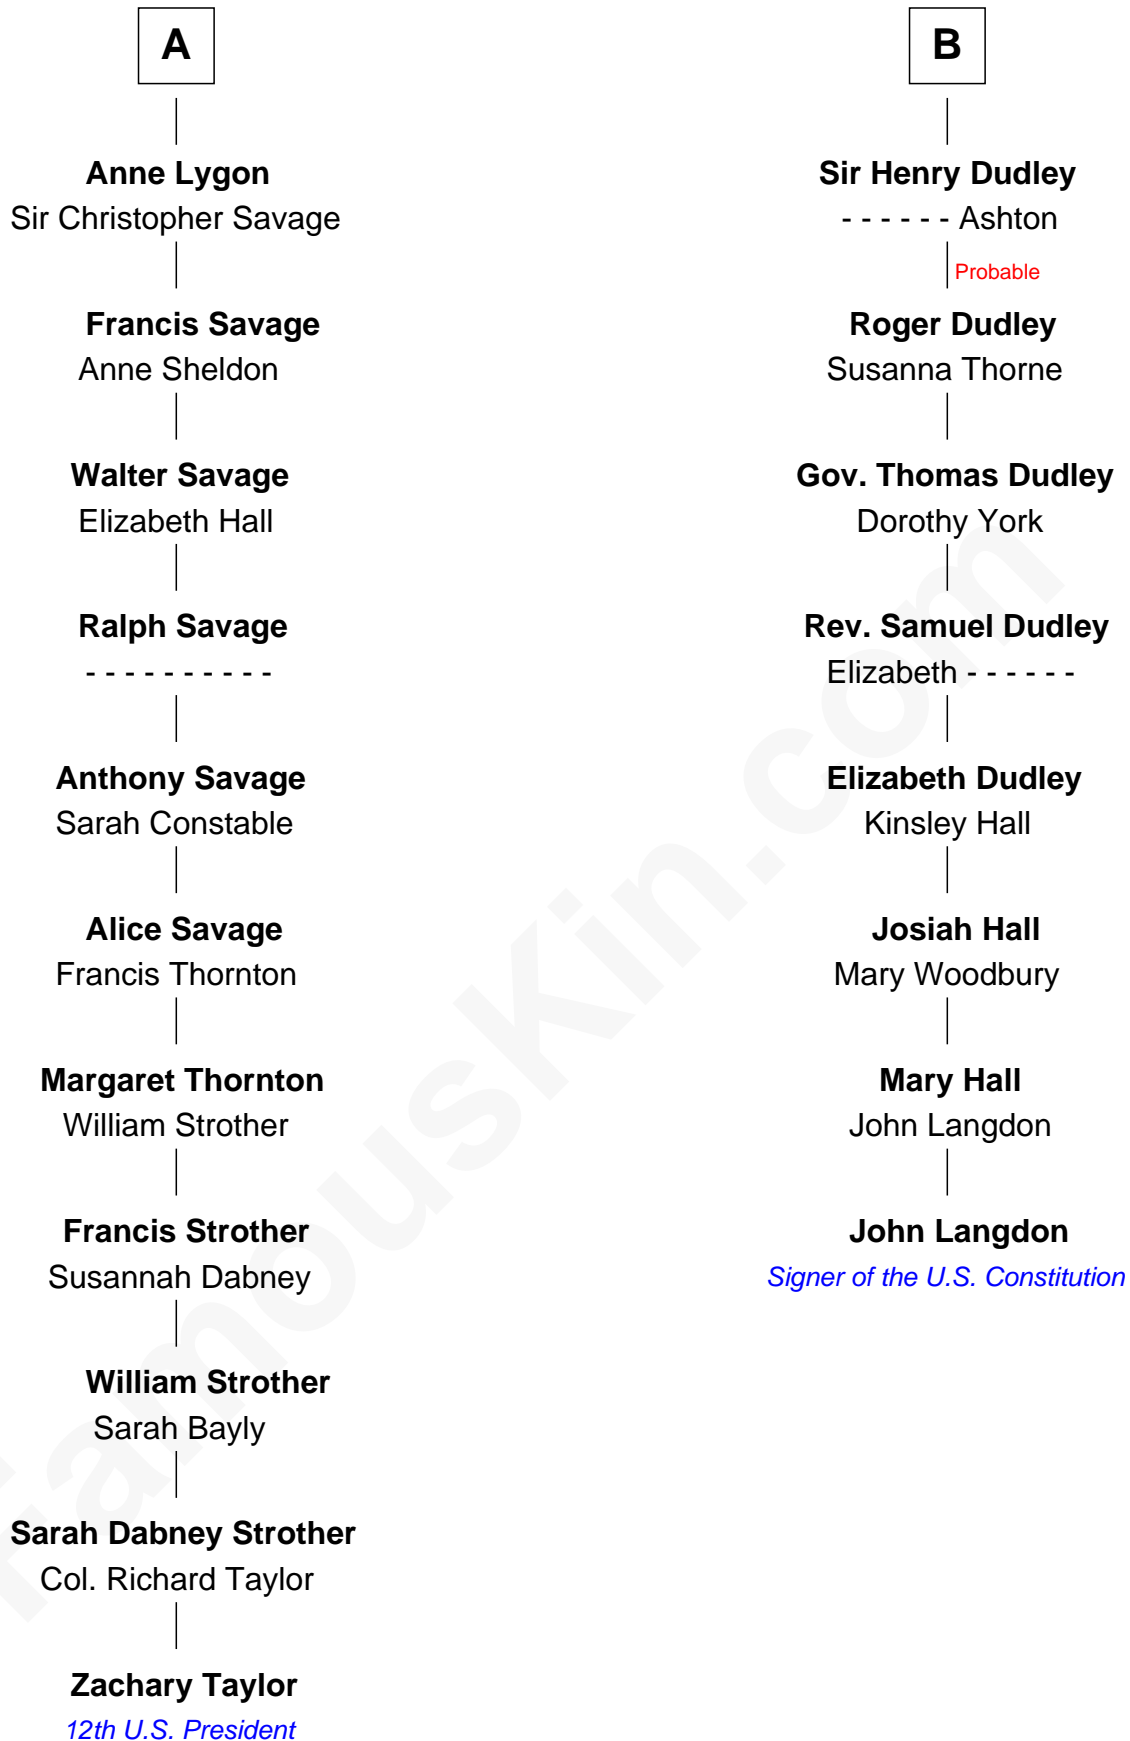 A
Anne Lygon
Sir Christopher Savage
Francis Savage
Anne Sheldon
Walter Savage
Elizabeth Hall
Ralph Savage
- - - - - - - - - -
Anthony Savage
Sarah Constable
Alice Savage
Francis Thornton
Margaret Thornton
William Strother
Francis Strother
Susannah Dabney
William Strother
Sarah Bayly
Sarah Dabney Strother
Col. Richard Taylor
Zachary Taylor
12th U.S. President
B
Sir Henry Dudley
- - - - - - Ashton
Probable
Roger Dudley
Susanna Thorne
Gov. Thomas Dudley
Dorothy York
Rev. Samuel Dudley
Elizabeth - - - - - -
Elizabeth Dudley
Kinsley Hall
Josiah Hall
Mary Woodbury
Mary Hall
John Langdon
John Langdon
Signer of the U.S. Constitution
FamousKin.com